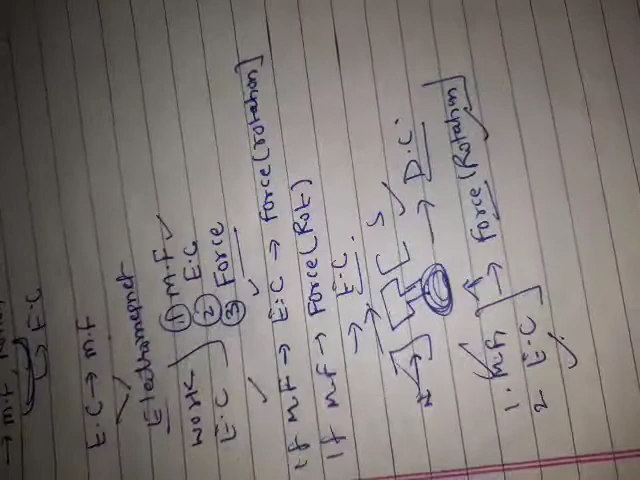 → m.f
↳ E.C
E.C → m.f
Electromagnet
WORK ① m.f
E.C ② E.C
③ Force
If m.F → E.C → Force (rotation)
If m.F → Force (Rot)
→ E.C.
N S → D.C.
1. m.f
2 E.C → Force (Rotation)